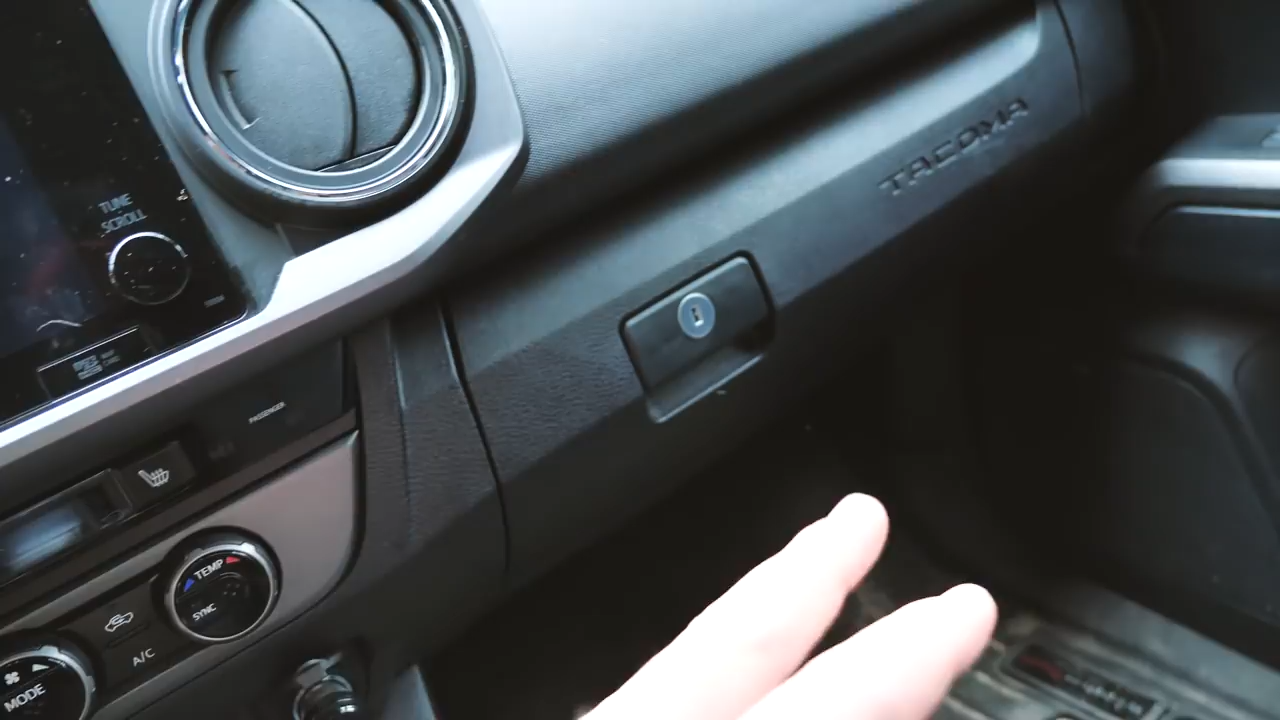 TUNE
SCROLL
TACOMA
PASSENGER
TEMP
SYNC
A/C
MODE